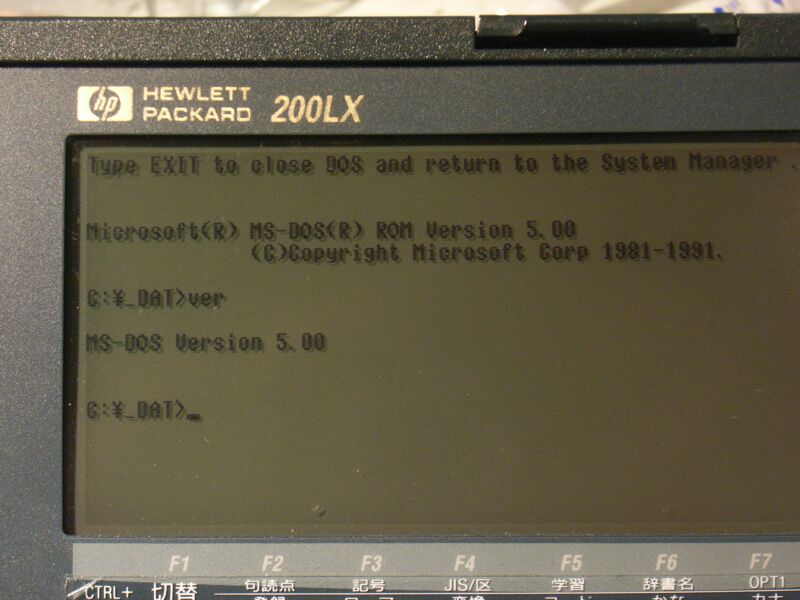 hp HEWLETT PACKARD 200LX
Type EXIT to close DOS and return to the System Manager .
Microsoft(R) MS-DOS(R) ROM Version 5.00
(C)Copyright Microsoft Corp 1981-1991.
C:¥_DAT>ver
MS-DOS Version 5.00
C:¥_DAT>_
F1 F2 F3 F4 F5 F6 F7
CTRL+ 切替 句読点 記号 JIS/区 学習 辞書名 OPT1